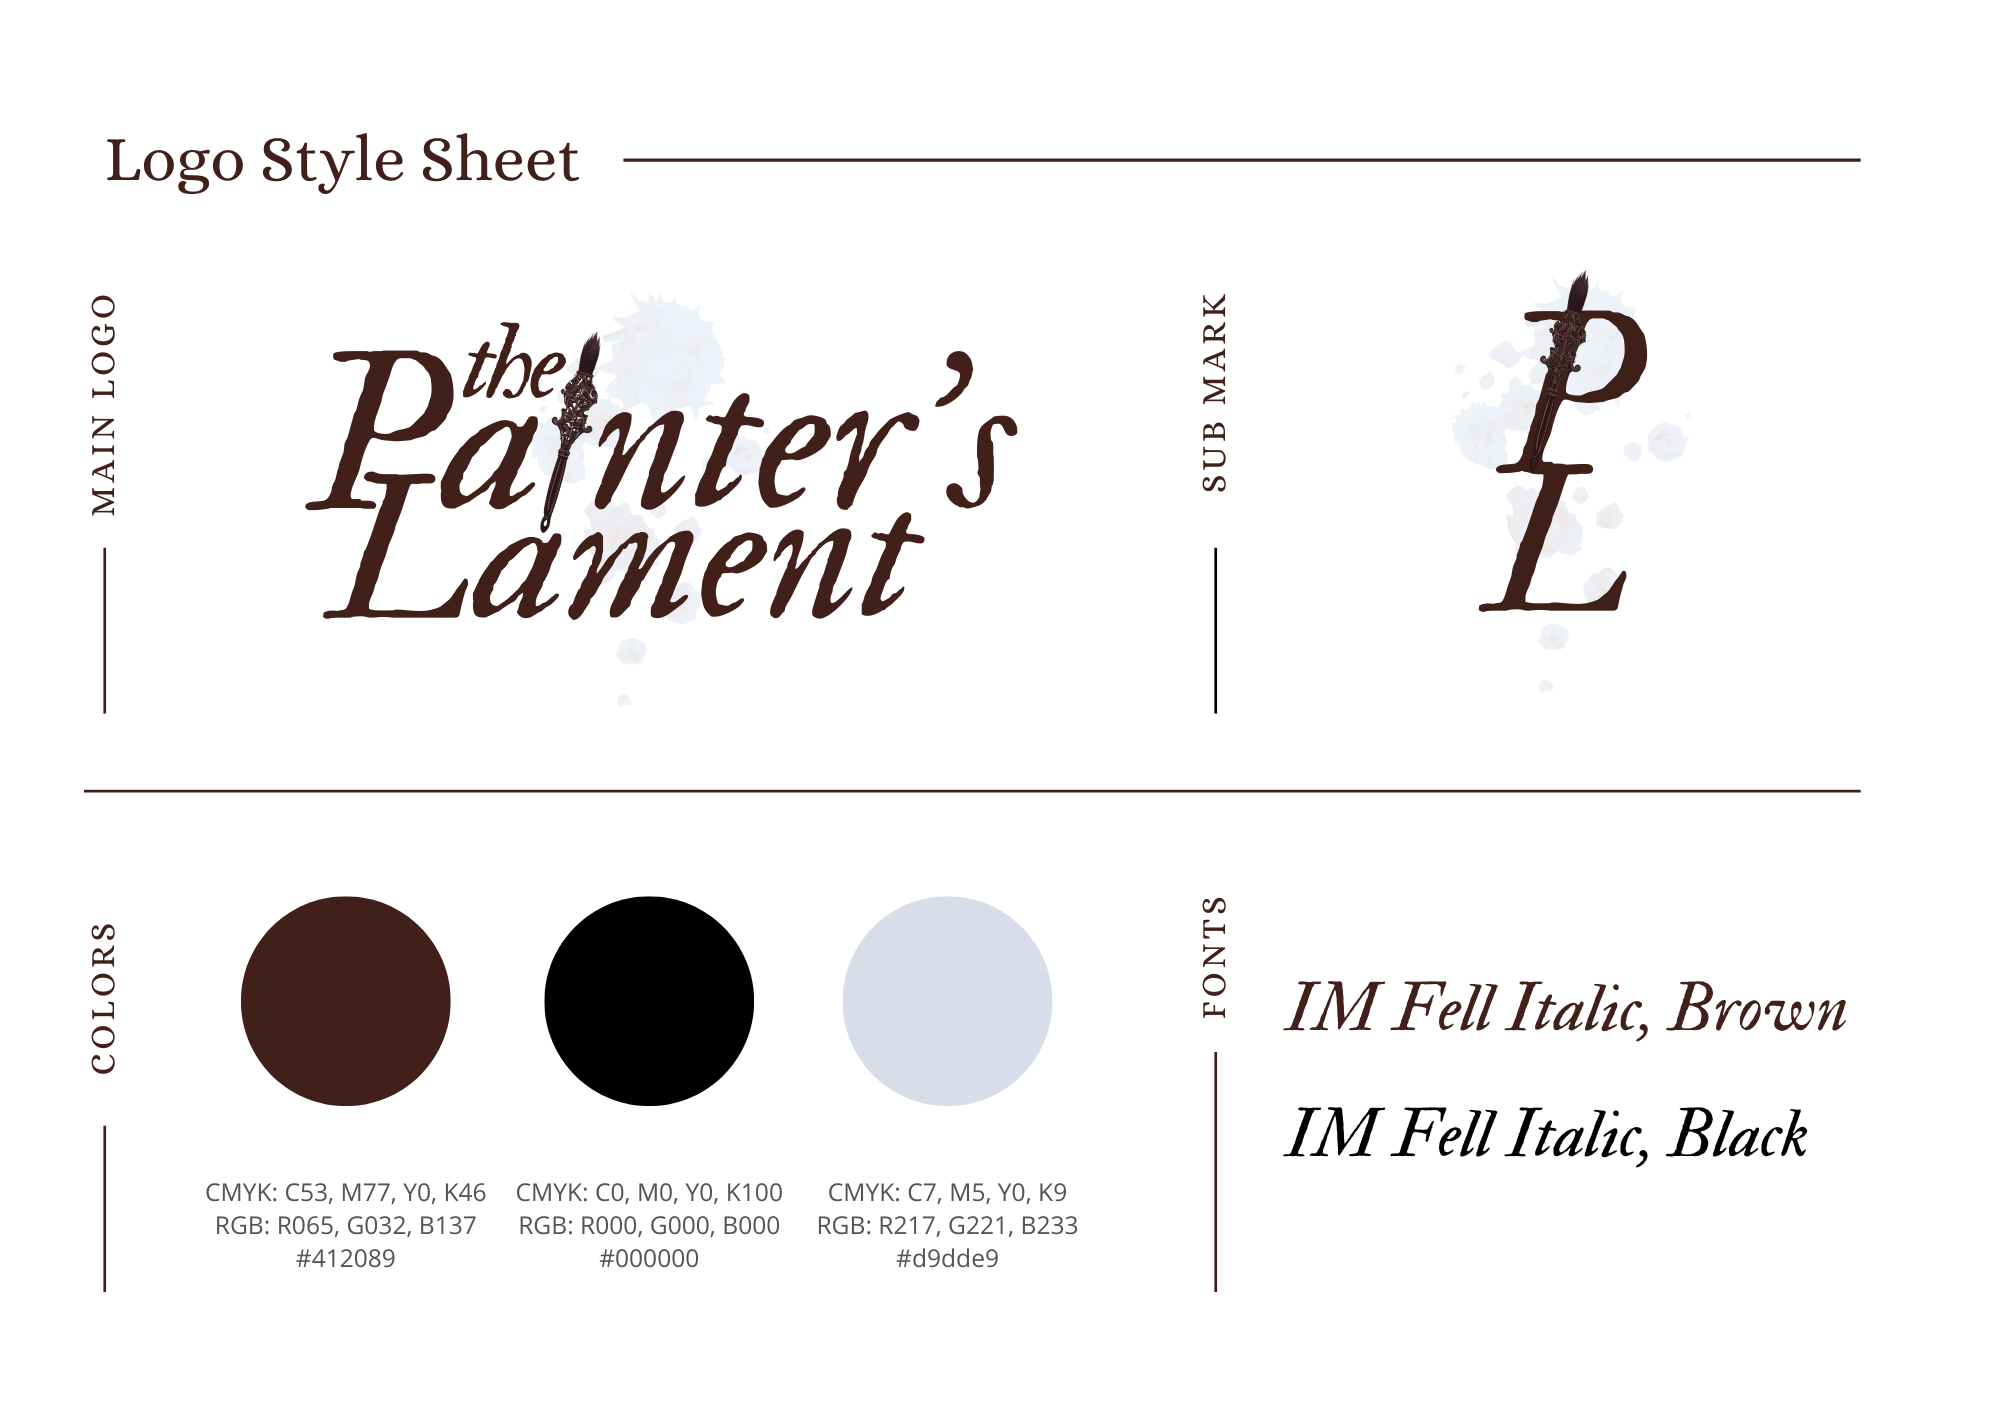 Logo Style Sheet
MAIN LOGO
the
Painter's
Lament
SUB MARK
P
L
COLORS
CMYK: C53, M77, Y0, K46
RGB: R065, G032, B137
#412089
CMYK: C0, M0, Y0, K100
RGB: R000, G000, B000
#000000
CMYK: C7, M5, Y0, K9
RGB: R217, G221, B233
#d9dde9
FONTS
IM Fell Italic, Brown
IM Fell Italic, Black